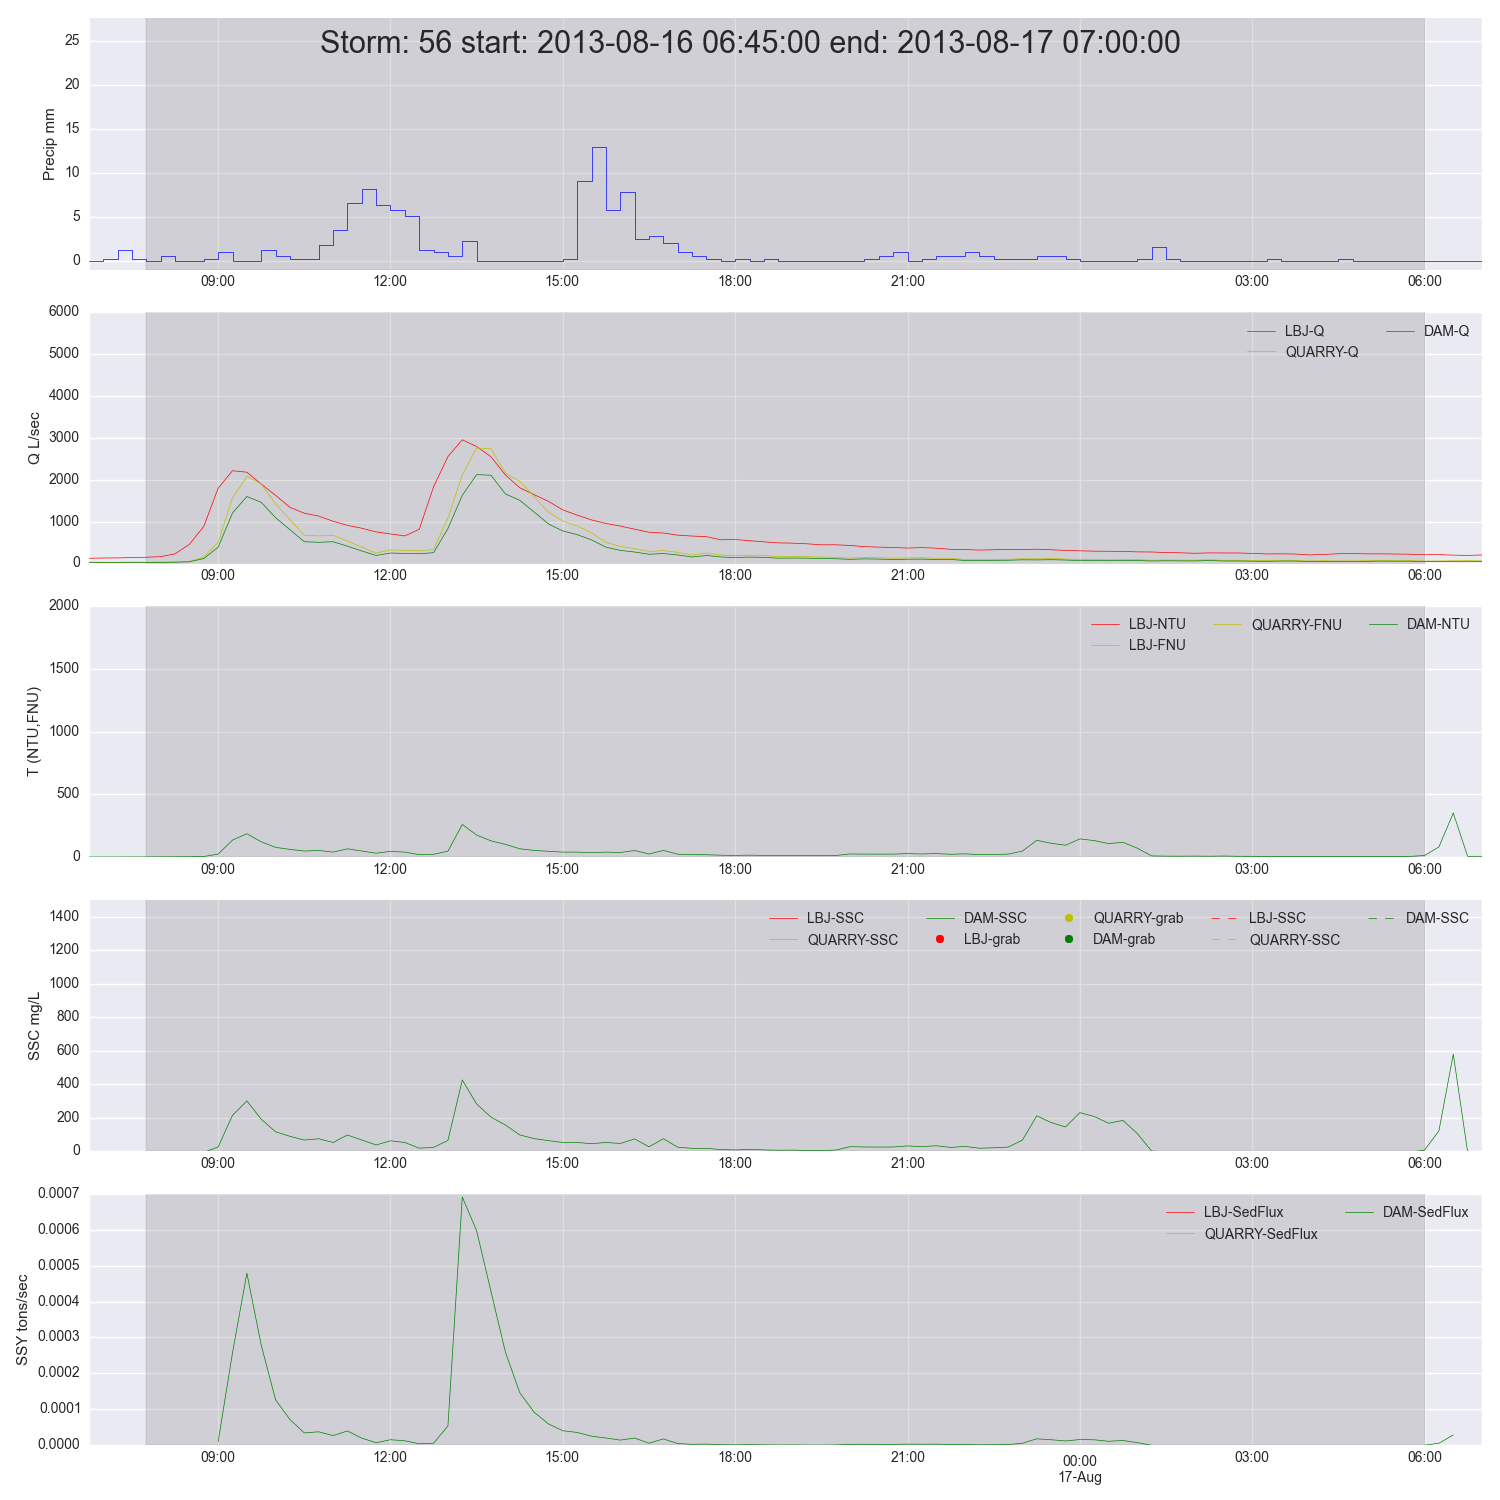 Storm: 56 start: 2013-08-16 06:45:00 end: 2013-08-17 07:00:00
Precip mm
25
20
15
10
5
0
09:00 12:00 15:00 18:00 21:00 03:00 06:00
Q L/sec
6000
5000
4000
3000
2000
1000
0
LBJ-Q DAM-Q
QUARRY-Q
09:00 12:00 15:00 18:00 21:00 03:00 06:00
T (NTU,FNU)
2000
1500
1000
500
0
LBJ-NTU QUARRY-FNU DAM-NTU
LBJ-FNU
09:00 12:00 15:00 18:00 21:00 03:00 06:00
SSC mg/L
1400
1200
1000
800
600
400
200
0
LBJ-SSC DAM-SSC QUARRY-grab LBJ-SSC DAM-SSC
QUARRY-SSC LBJ-grab DAM-grab QUARRY-SSC
09:00 12:00 15:00 18:00 21:00 03:00 06:00
SSY tons/sec
0.0007
0.0006
0.0005
0.0004
0.0003
0.0002
0.0001
0.0000
LBJ-SedFlux DAM-SedFlux
QUARRY-SedFlux
09:00 12:00 15:00 18:00 21:00 00:00 03:00 06:00
17-Aug